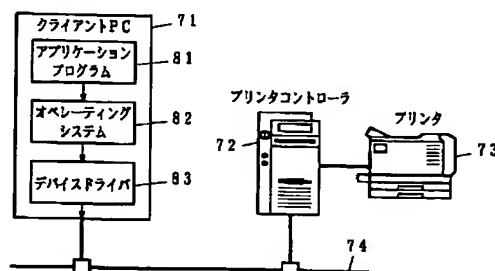 クライアントPC
71
アプリケーション
プログラム
81
オペレーティング
システム
82
デバイスドライバ
83
プリンタコントローラ
72
プリンタ
73
74